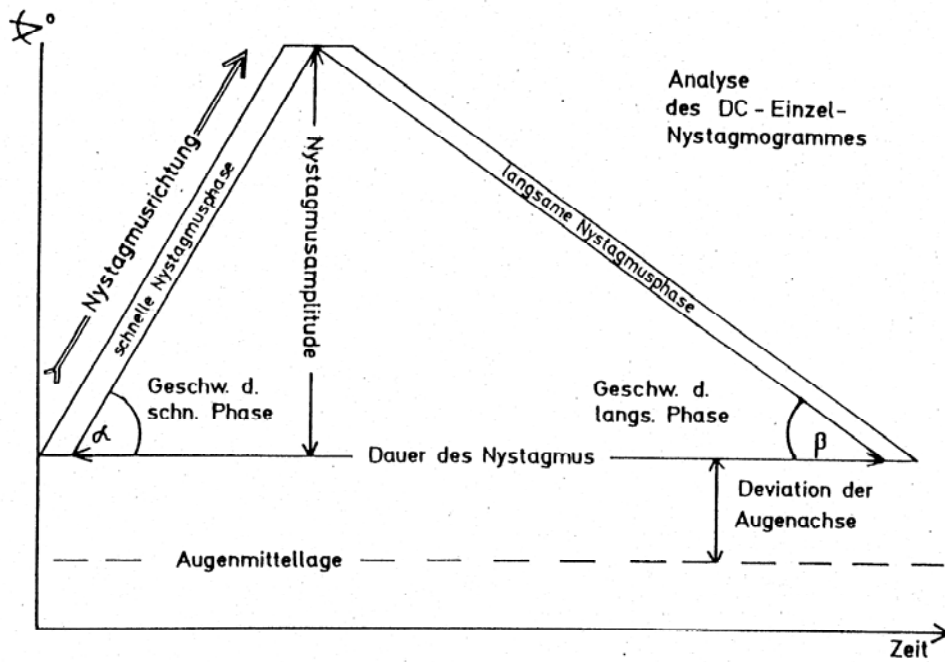 °
Analyse
des DC - Einzel-
Nystagmogrammes
Nystagmusrichtung
schnelle Nystagmusphase
Nystagmusamplitude
langsame Nystagmusphase
Geschw. d.
schn. Phase
α
Geschw. d.
langs. Phase
β
Dauer des Nystagmus
Deviation der
Augenachse
Augenmittellage
Zeit